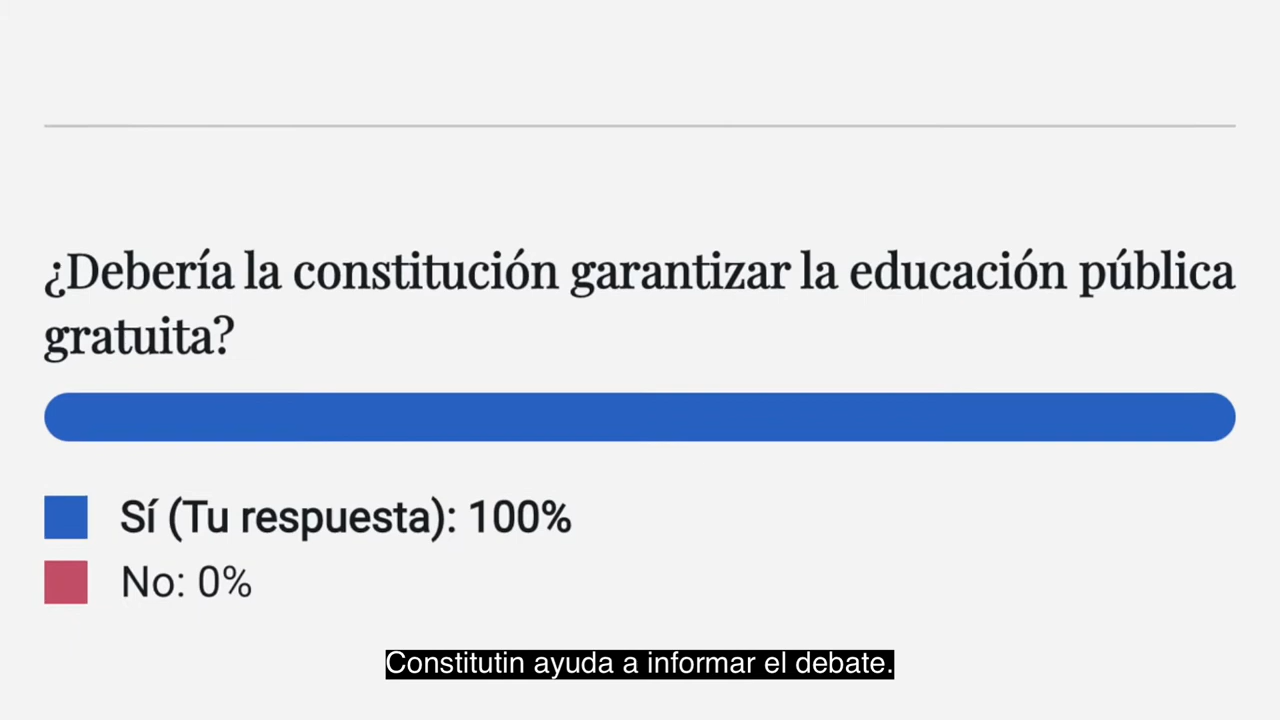 ¿Debería la constitución garantizar la educación pública
gratuita?
Sí (Tu respuesta): 100%
No: 0%
Constitutin ayuda a informar el debate.